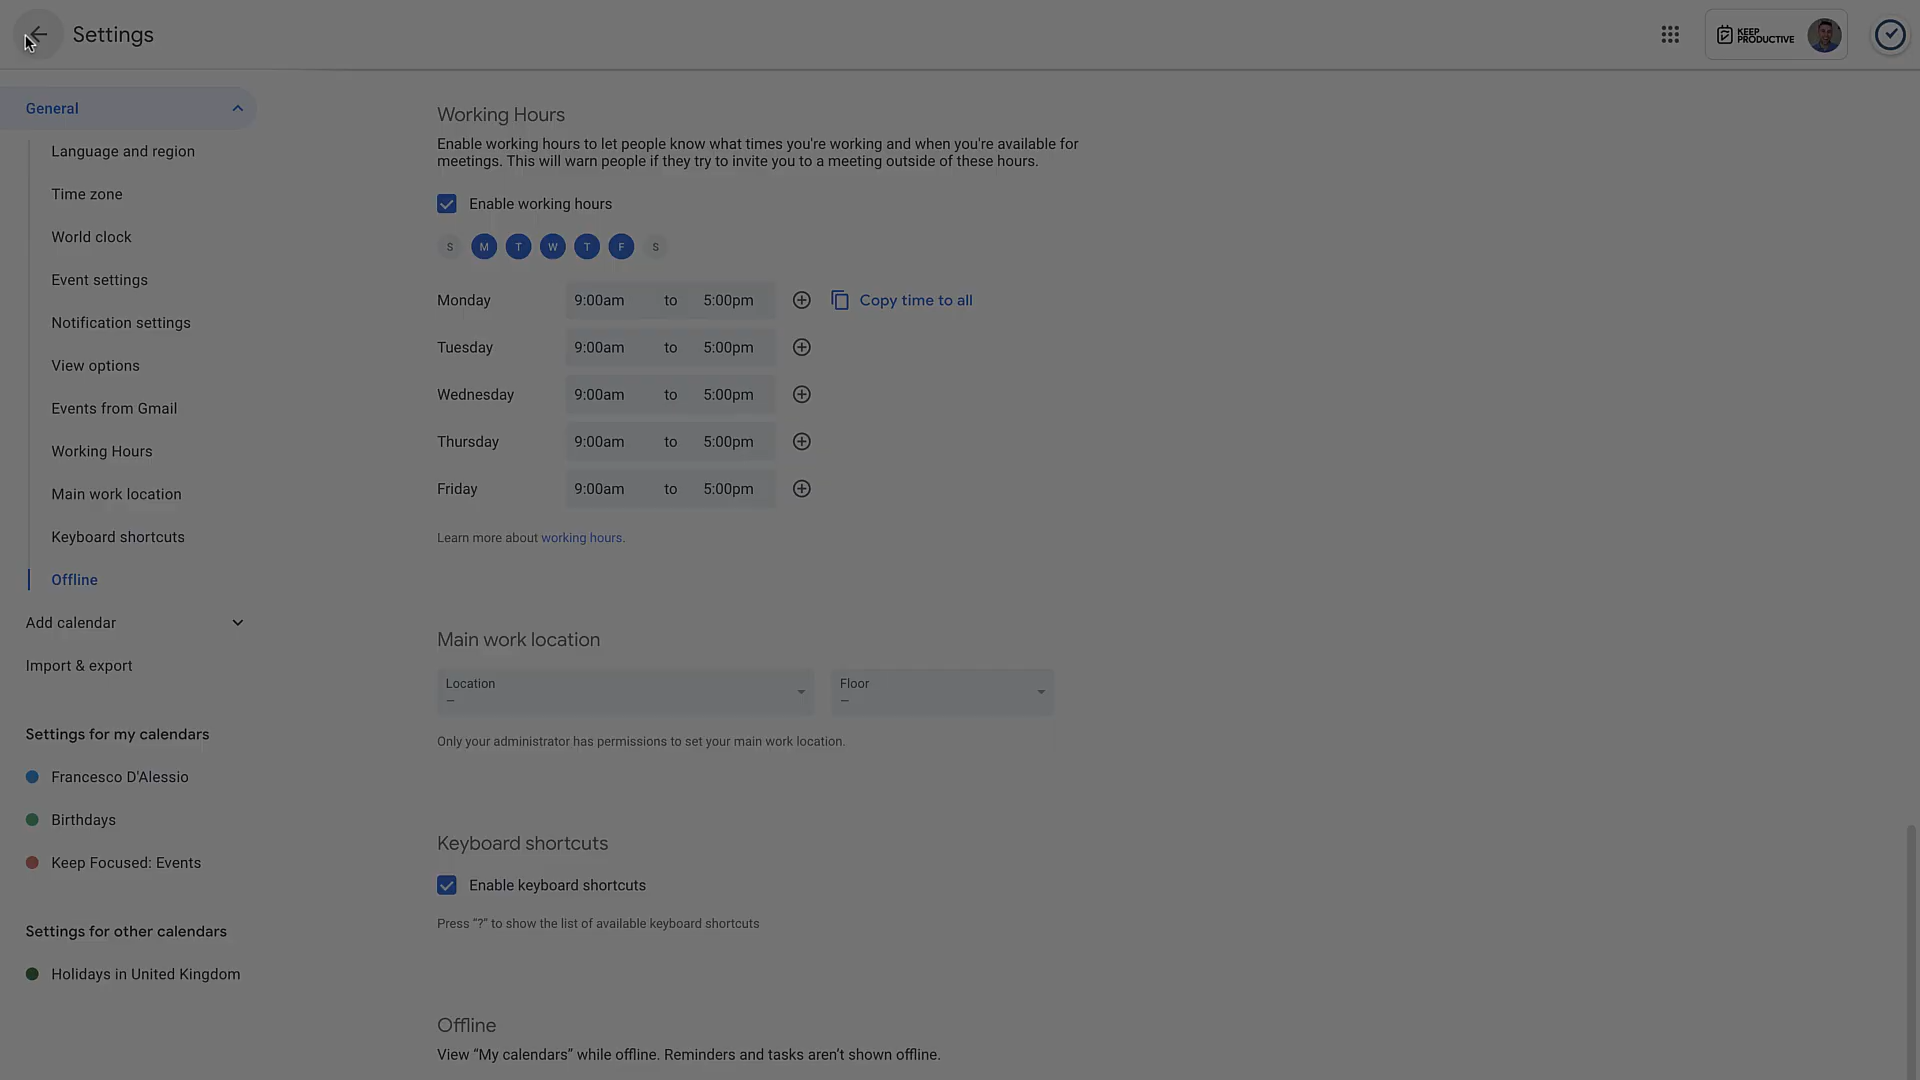 Settings
KEEP
PRODUCTIVE
General
Language and region
Time zone
World clock
Event settings
Notification settings
View options
Events from Gmail
Working Hours
Main work location
Keyboard shortcuts
Offline
Add calendar
Import & export
Settings for my calendars
Francesco D'Alessio
Birthdays
Keep Focused: Events
Settings for other calendars
Holidays in United Kingdom
Working Hours
Enable working hours to let people know what times you're working and when you're available for
meetings. This will warn people if they try to invite you to a meeting outside of these hours.
Enable working hours
S M T W T F S
Monday 9:00am to 5:00pm Copy time to all
Tuesday 9:00am to 5:00pm
Wednesday 9:00am to 5:00pm
Thursday 9:00am to 5:00pm
Friday 9:00am to 5:00pm
Learn more about working hours.
Main work location
Location Floor
– –
Only your administrator has permissions to set your main work location.
Keyboard shortcuts
Enable keyboard shortcuts
Press “?” to show the list of available keyboard shortcuts
Offline
View “My calendars” while offline. Reminders and tasks aren’t shown offline.